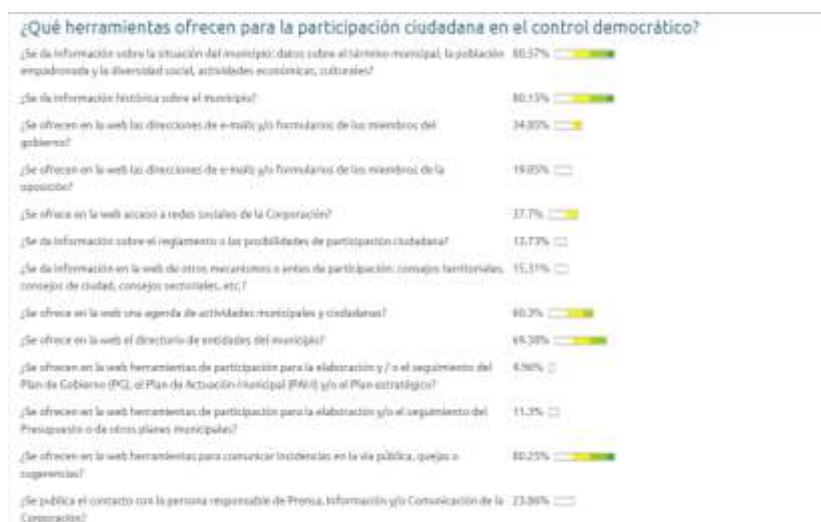 ¿Qué herramientas ofrecen para la participación ciudadana en el control democrático?
¿Se da información sobre la situación del municipio: datos sobre el término municipal, la población 80.57%
empadronada y la diversidad social, actividades económicas, culturales?
¿Se da información histórica sobre el municipio? 80.15%
¿Se ofrecen en la web las direcciones de e-mails y/o formularios de los miembros del 34.85%
gobierno?
¿Se ofrecen en la web las direcciones de e-mails y/o formularios de los miembros de la 19.05%
oposición?
¿Se ofrece en la web acceso a redes sociales de la Corporación? 37.7%
¿Se da información sobre el reglamento o las posibilidades de participación ciudadana? 13.73%
¿Se da información en la web de otros mecanismos o entes de participación: consejos territoriales, 15.31%
consejos de ciudad, consejos sectoriales, etc.?
¿Se ofrece en la web una agenda de actividades municipales y ciudadanas? 60.3%
¿Se ofrece en la web el directorio de entidades del municipio? 69.38%
¿Se ofrecen en la web herramientas de participación para la elaboración y / o el seguimiento del 4.96%
Plan de Gobierno (PG), el Plan de Actuación Municipal (PAM) y/o el Plan estratégico?
¿Se ofrecen en la web herramientas de participación para la elaboración y/o el seguimiento del 11.3%
Presupuesto o de otros planes municipales?
¿Se ofrecen en la web herramientas para comunicar incidencias en la vía pública, quejas o 80.25%
sugerencias?
¿Se publica el contacto con la persona responsable de Prensa, Información y/o Comunicación de la 23.86%
Corporación?